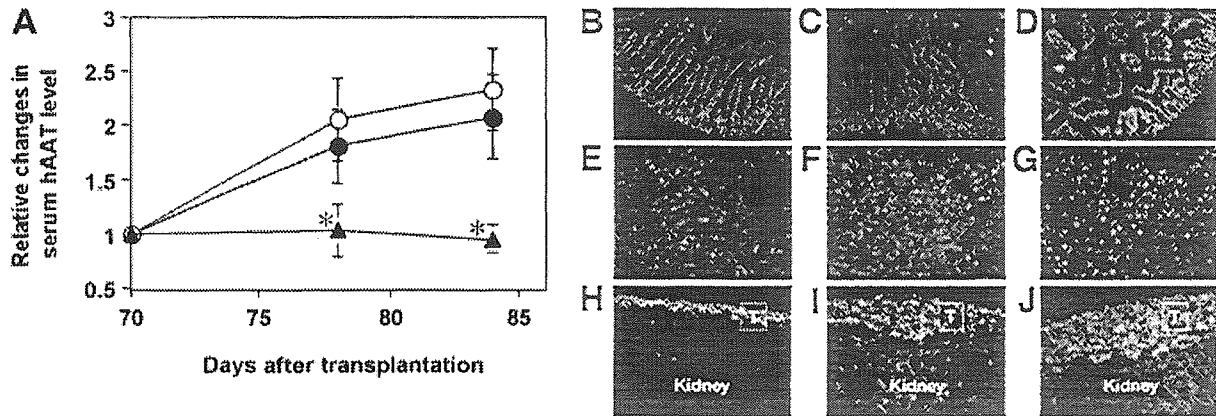 A
Relative changes in
serum hAAT level
3
2.5
2
1.5
1
0.5
70
75
80
85
*
*
Days after transplantation
B
C
D
E
F
G
H
T
Kidney
I
T
Kidney
J
T
Kidney